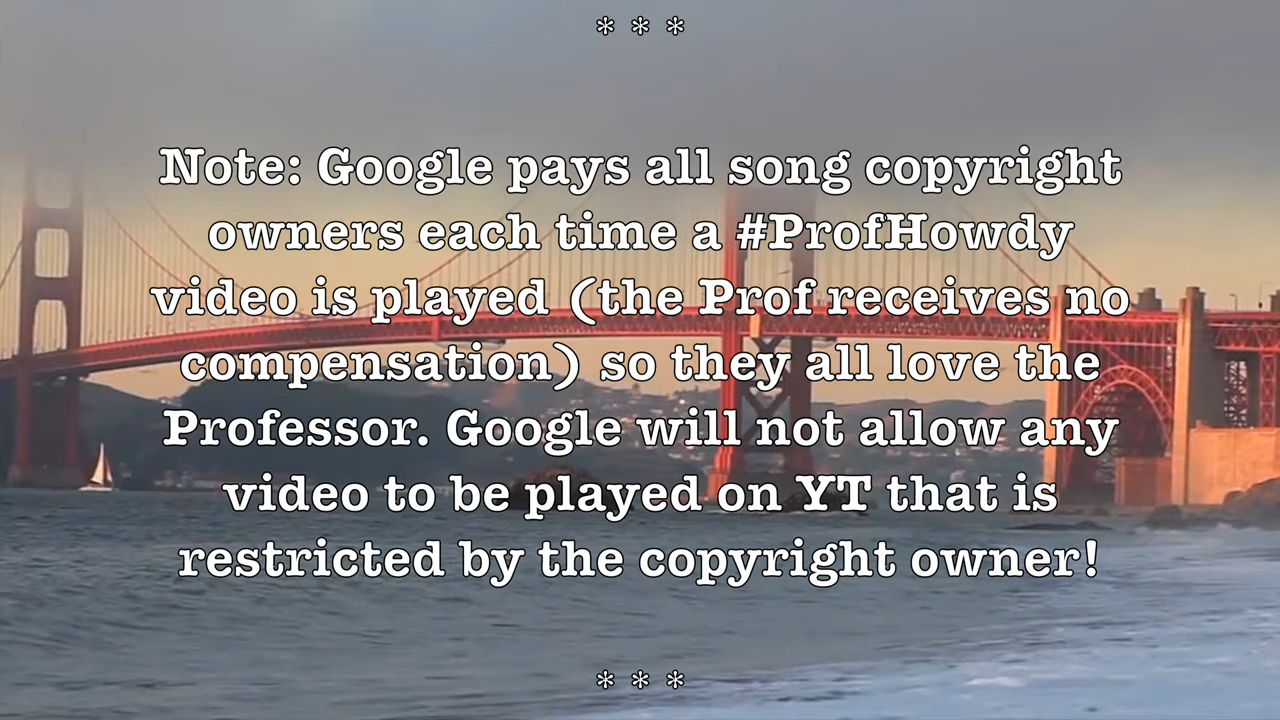 * * *
Note: Google pays all song copyright
owners each time a #ProfHowdy
video is played (the Prof receives no
compensation) so they all love the
Professor. Google will not allow any
video to be played on YT that is
restricted by the copyright owner!
* * *